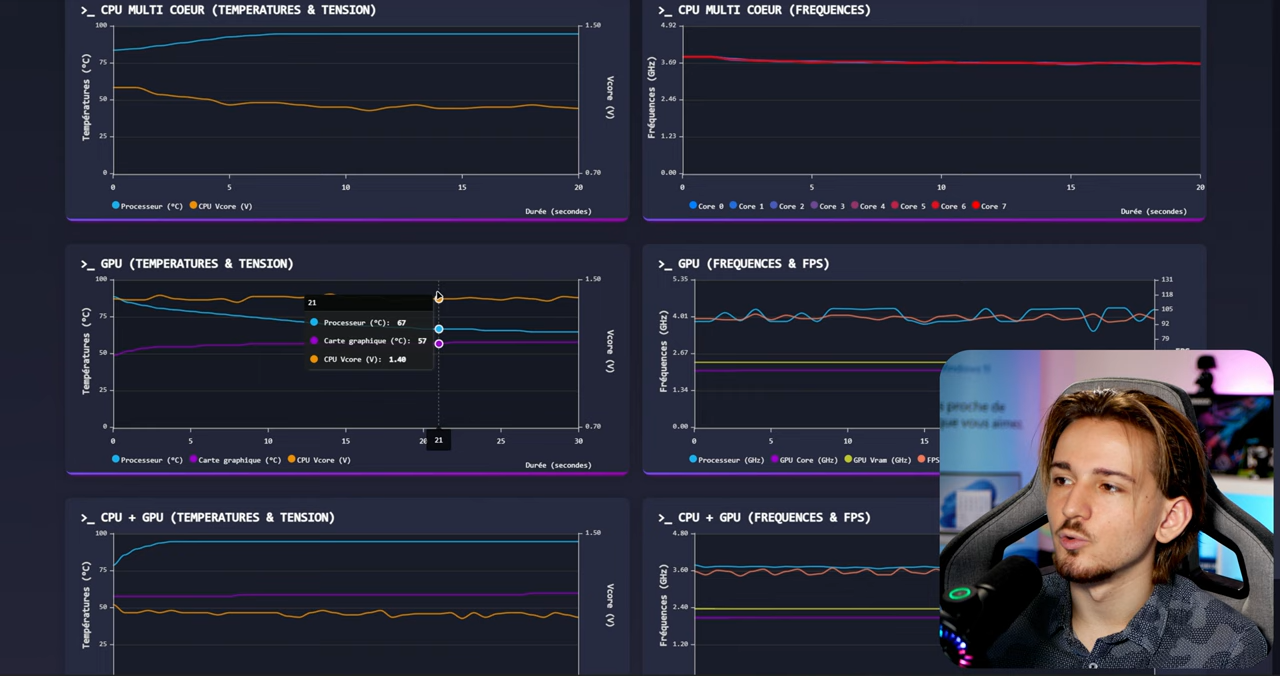 >_ CPU MULTI COEUR (TEMPERATURES & TENSION)
100
75
50
25
0
Températures (°C)
1.50
0.70
Vcore (V)
0 5 10 15 20
Processeur (°C) CPU Vcore (V)
Durée (secondes)
>_ CPU MULTI COEUR (FREQUENCES)
4.92
3.69
2.46
1.23
0.00
Fréquences (GHz)
0 5 10 15 20
Core 0 Core 1 Core 2 Core 3 Core 4 Core 5 Core 6 Core 7
Durée (secondes)
>_ GPU (TEMPERATURES & TENSION)
100
75
50
25
0
Températures (°C)
1.50
0.70
Vcore (V)
21
Processeur (°C): 67
Carte graphique (°C): 57
CPU Vcore (V): 1.40
0 5 10 15 20 21 25 30
Processeur (°C) Carte graphique (°C) CPU Vcore (V)
Durée (secondes)
>_ GPU (FREQUENCES & FPS)
5.35
4.01
2.67
1.34
0.00
Fréquences (GHz)
131
118
105
92
79
0 5 10 15
Processeur (GHz) GPU Core (GHz) GPU Vram (GHz) FPS
>_ CPU + GPU (TEMPERATURES & TENSION)
100
75
50
25
Températures (°C)
1.50
Vcore (V)
>_ CPU + GPU (FREQUENCES & FPS)
4.80
3.60
2.40
1.20
Fréquences (GHz)
proche de
que vous aimez